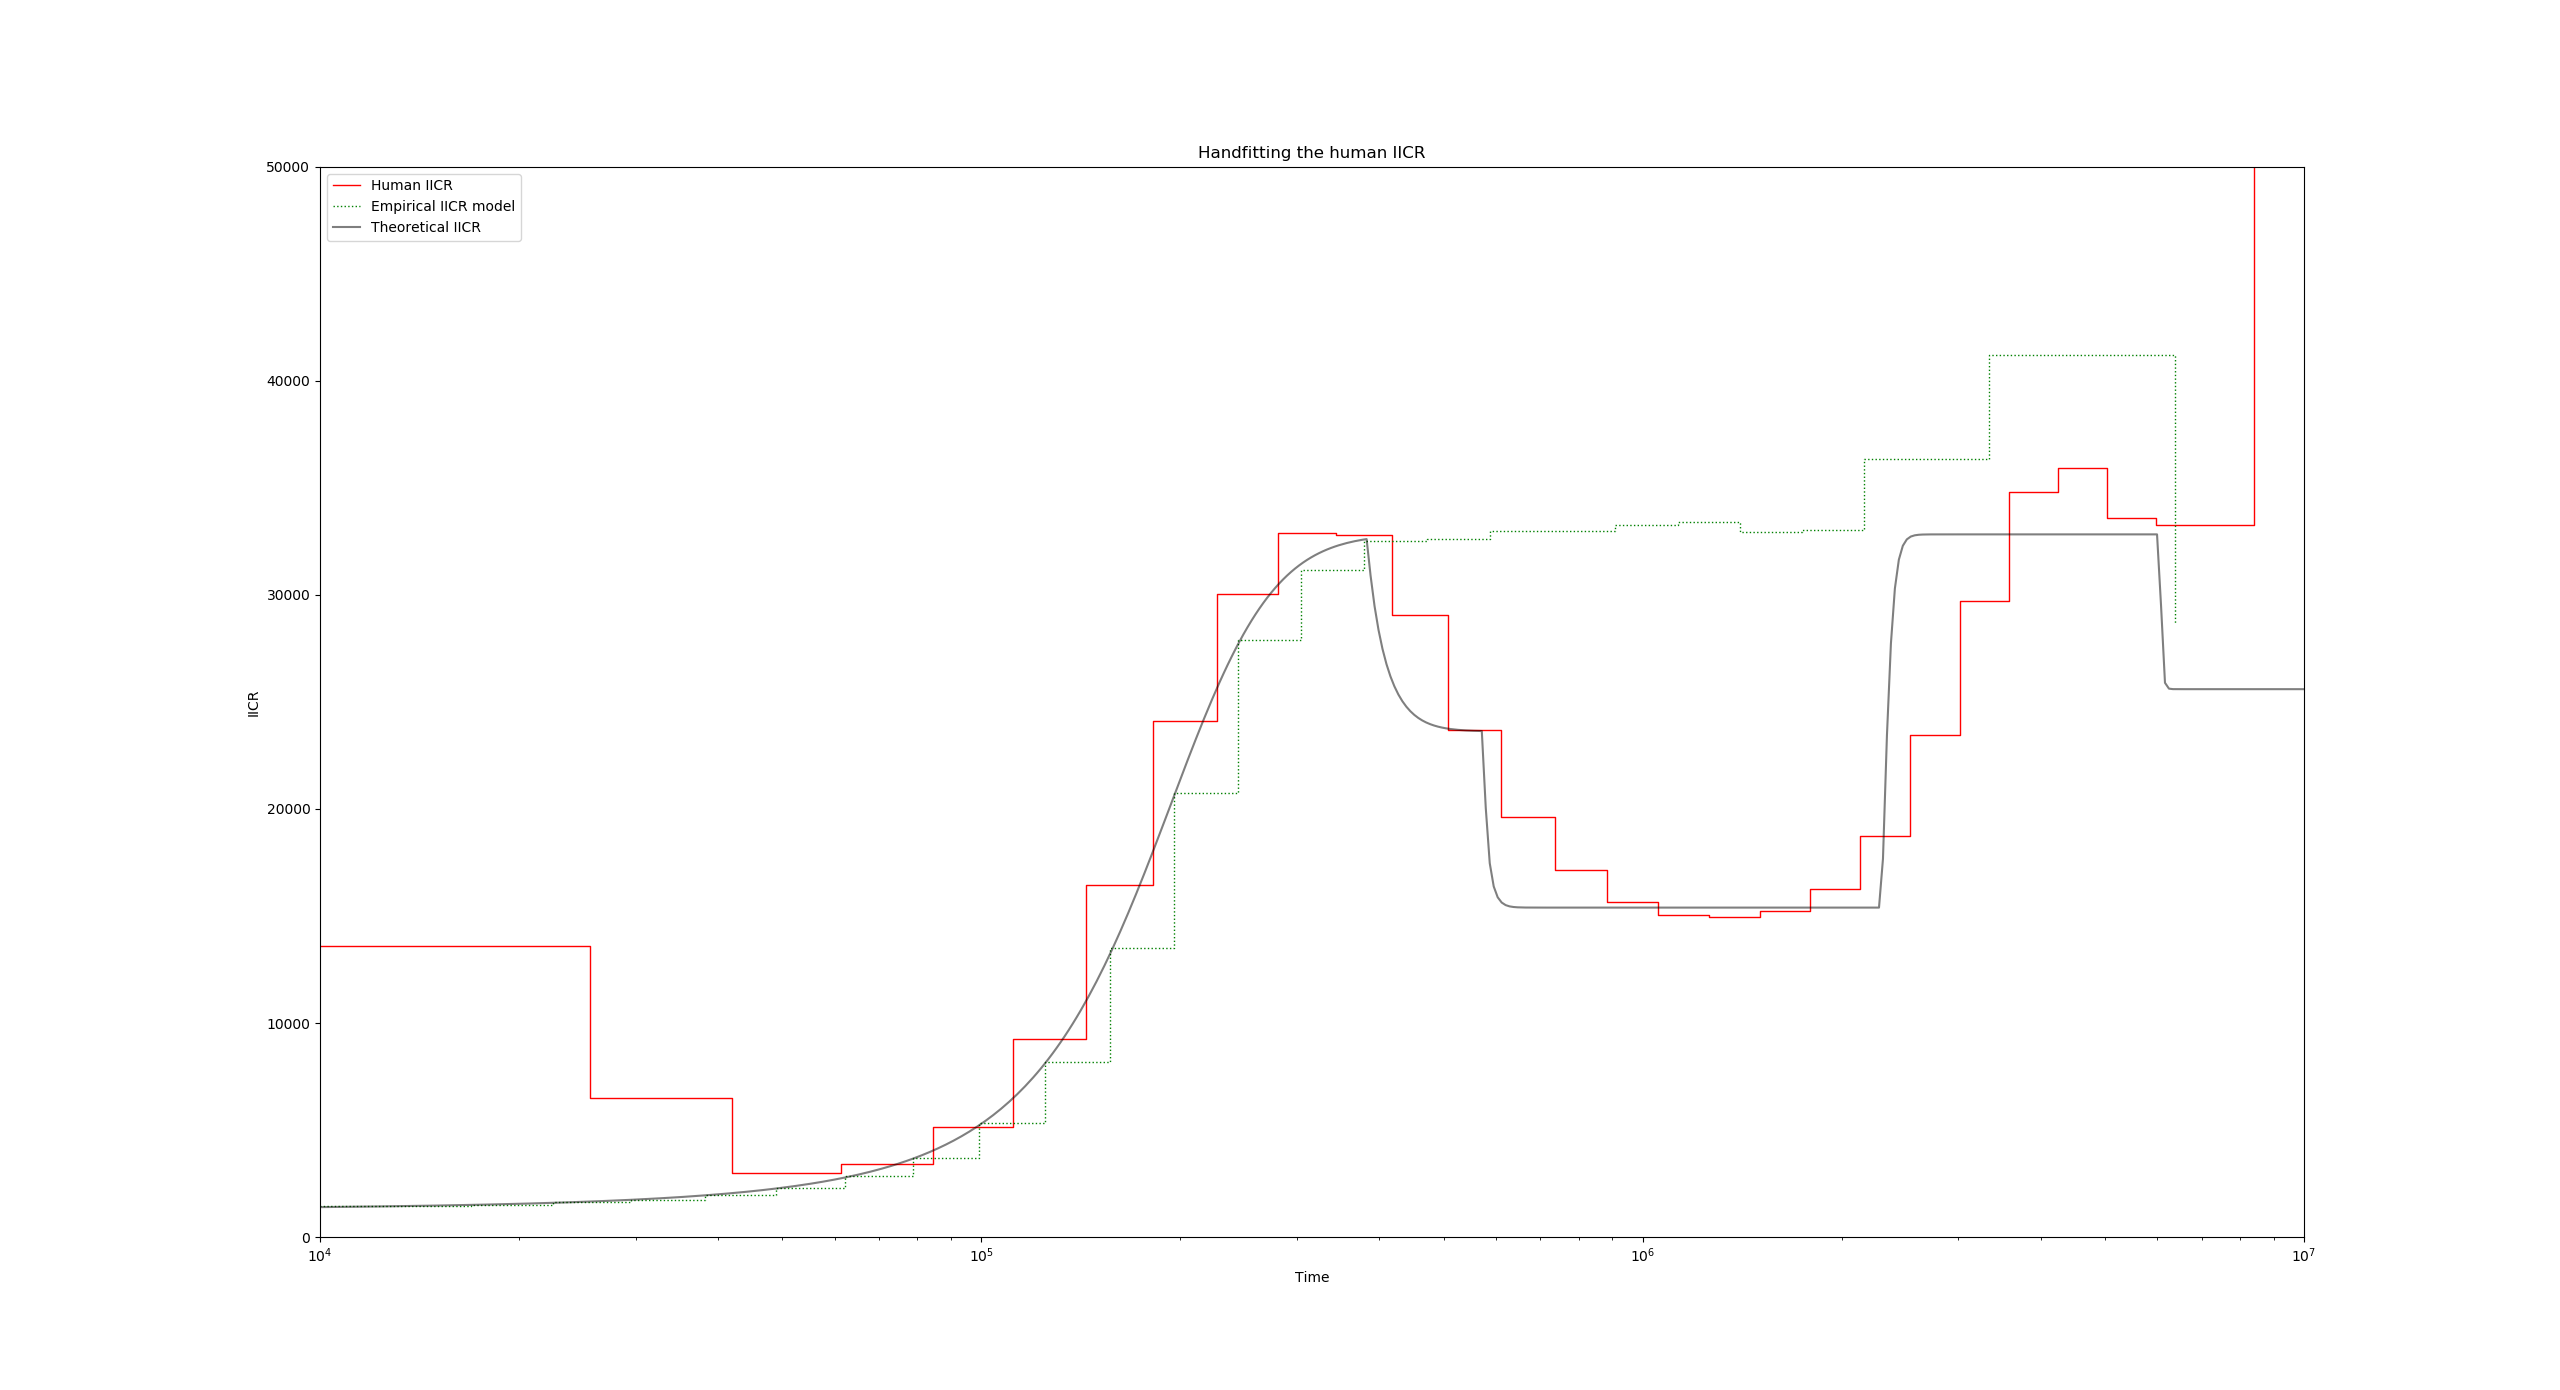 Handfitting the human IICR
50000
40000
30000
20000
10000
0
IICR
Human IICR
Empirical IICR model
Theoretical IICR
10⁴
10⁵
10⁶
10⁷
Time